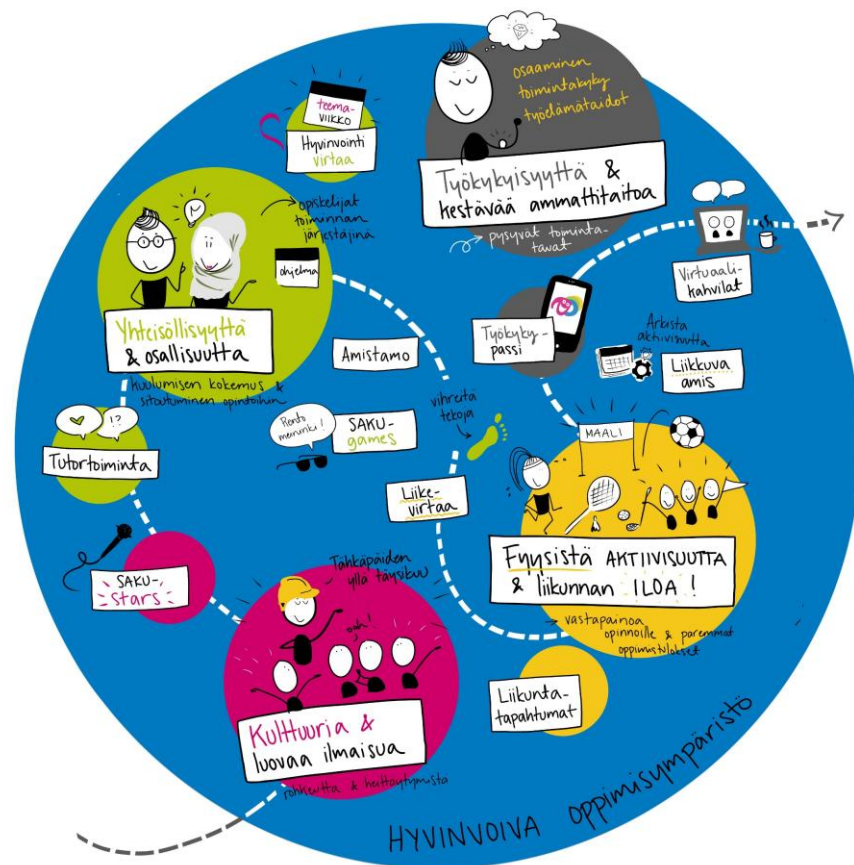 teema-
VIIKKO
Hyvinvointi
virtaa
osaaminen
toimintakyky
työelämätaidot
Työkykyisyyttä &
kestävää ammattitaitoa
pysyvät toiminta-
tavat
opiskelijat
toiminnan
järjestäjinä
ohjelma
Yhteisöllisyyttä
& osallisuutta
kuulumisen kokemus &
sitoutuminen opintoihin
Virtuaali-
kahvilat
Työkyky-
passi
Arkista
aktiivisuutta
Liikkuva
amis
Amistamo
Rento
meininki!
SAKU-
games
vihreitä
tekoja
Liike-
virtaa
!?
Tutortoiminta
MAALI
Fyysistä AKTIIVISUUTTA
& liikunnan ILOA!
vastapainoa
opinnoille & paremmat
oppimistulokset
SAKU-
stars
Tähkäpäiden
yllä täysikuu
ooh!
Kulttuuria &
luovaa ilmaisua
rohkeutta & heittäytymistä
Liikunta-
tapahtumat
HYVINVOIVA oppimisympäristö